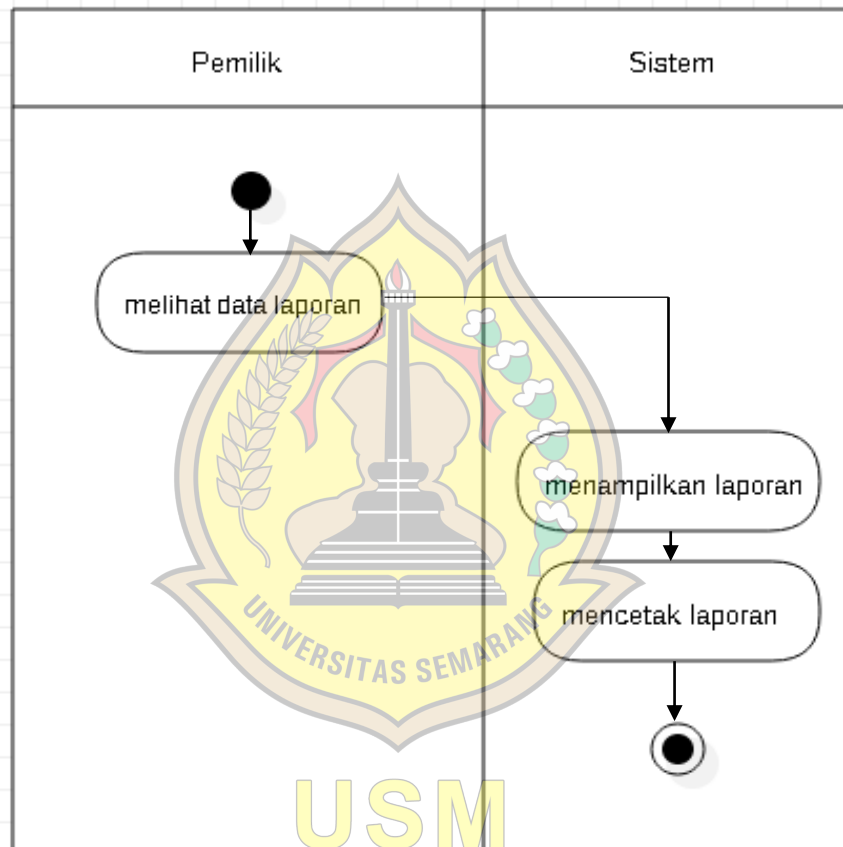 Pemilik
Sistem
melihat data laporan
menampilkan laporan
mencetak laporan
UNIVERSITAS SEMARANG
USM